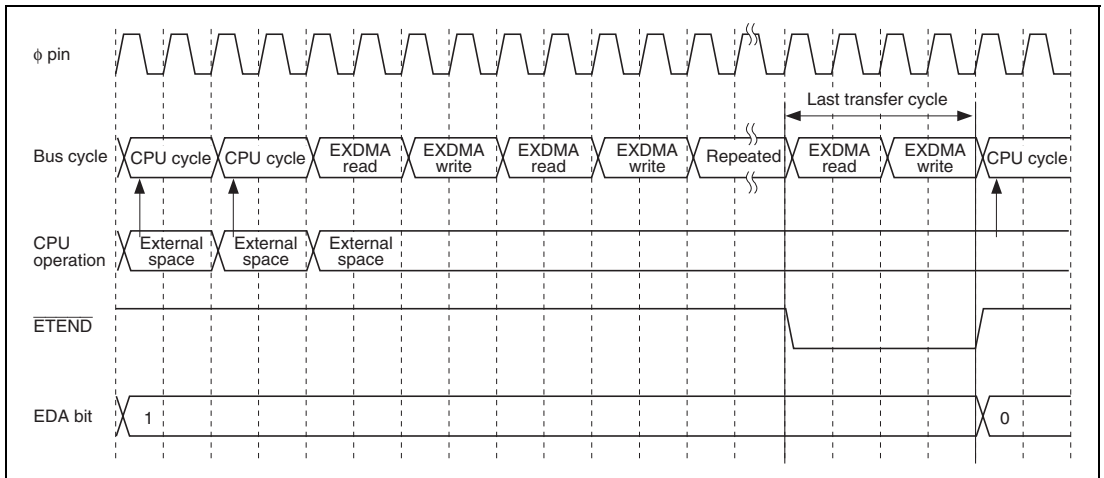 φ pin
Last transfer cycle
Bus cycle
CPU cycle
CPU cycle
EXDMA
read
EXDMA
write
EXDMA
read
EXDMA
write
Repeated
EXDMA
read
EXDMA
write
CPU cycle
CPU
operation
External
space
External
space
External
space
ETEND
EDA bit
1
0